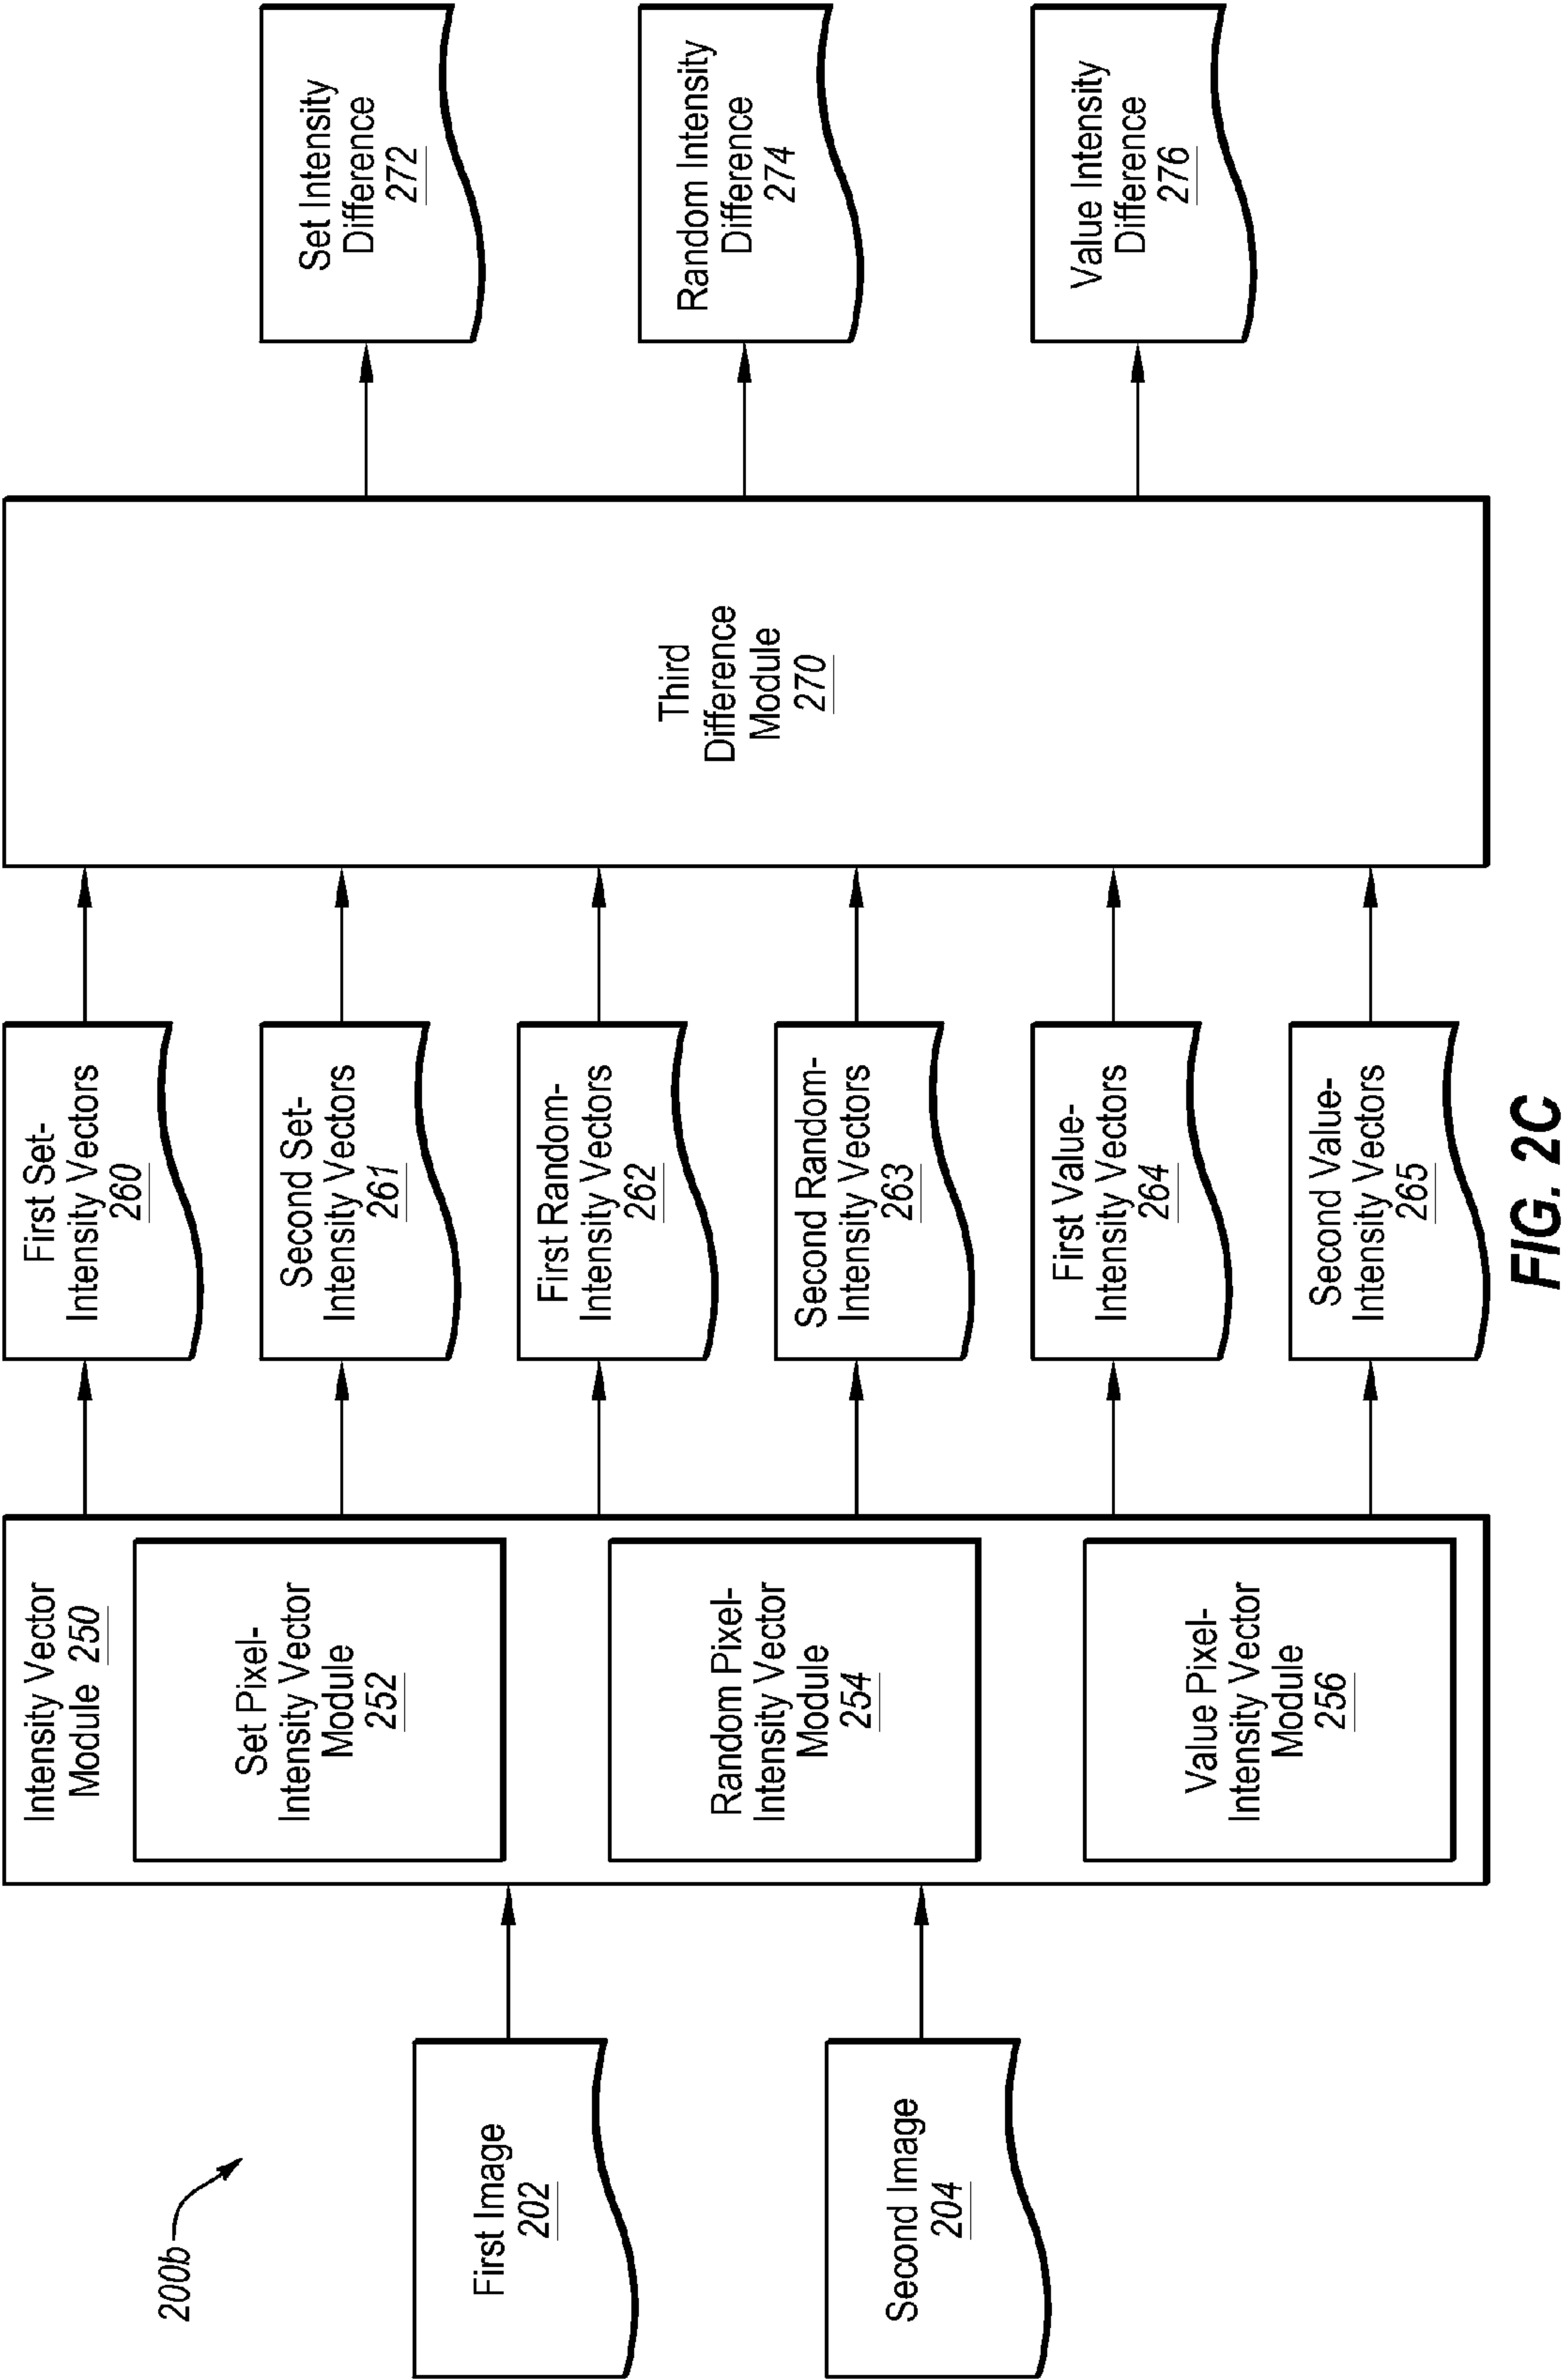 200b
First Image
202
Second Image
204
Intensity Vector
Module 250
Set Pixel-
Intensity Vector
Module
252
Random Pixel-
Intensity Vector
Module
254
Value Pixel-
Intensity Vector
Module
256
First Set-
Intensity Vectors
260
Second Set-
Intensity Vectors
261
First Random-
Intensity Vectors
262
Second Random-
Intensity Vectors
263
First Value-
Intensity Vectors
264
Second Value-
Intensity Vectors
265
Third
Difference
Module
270
Set Intensity
Difference
272
Random Intensity
Difference
274
Value Intensity
Difference
276
FIG. 2C